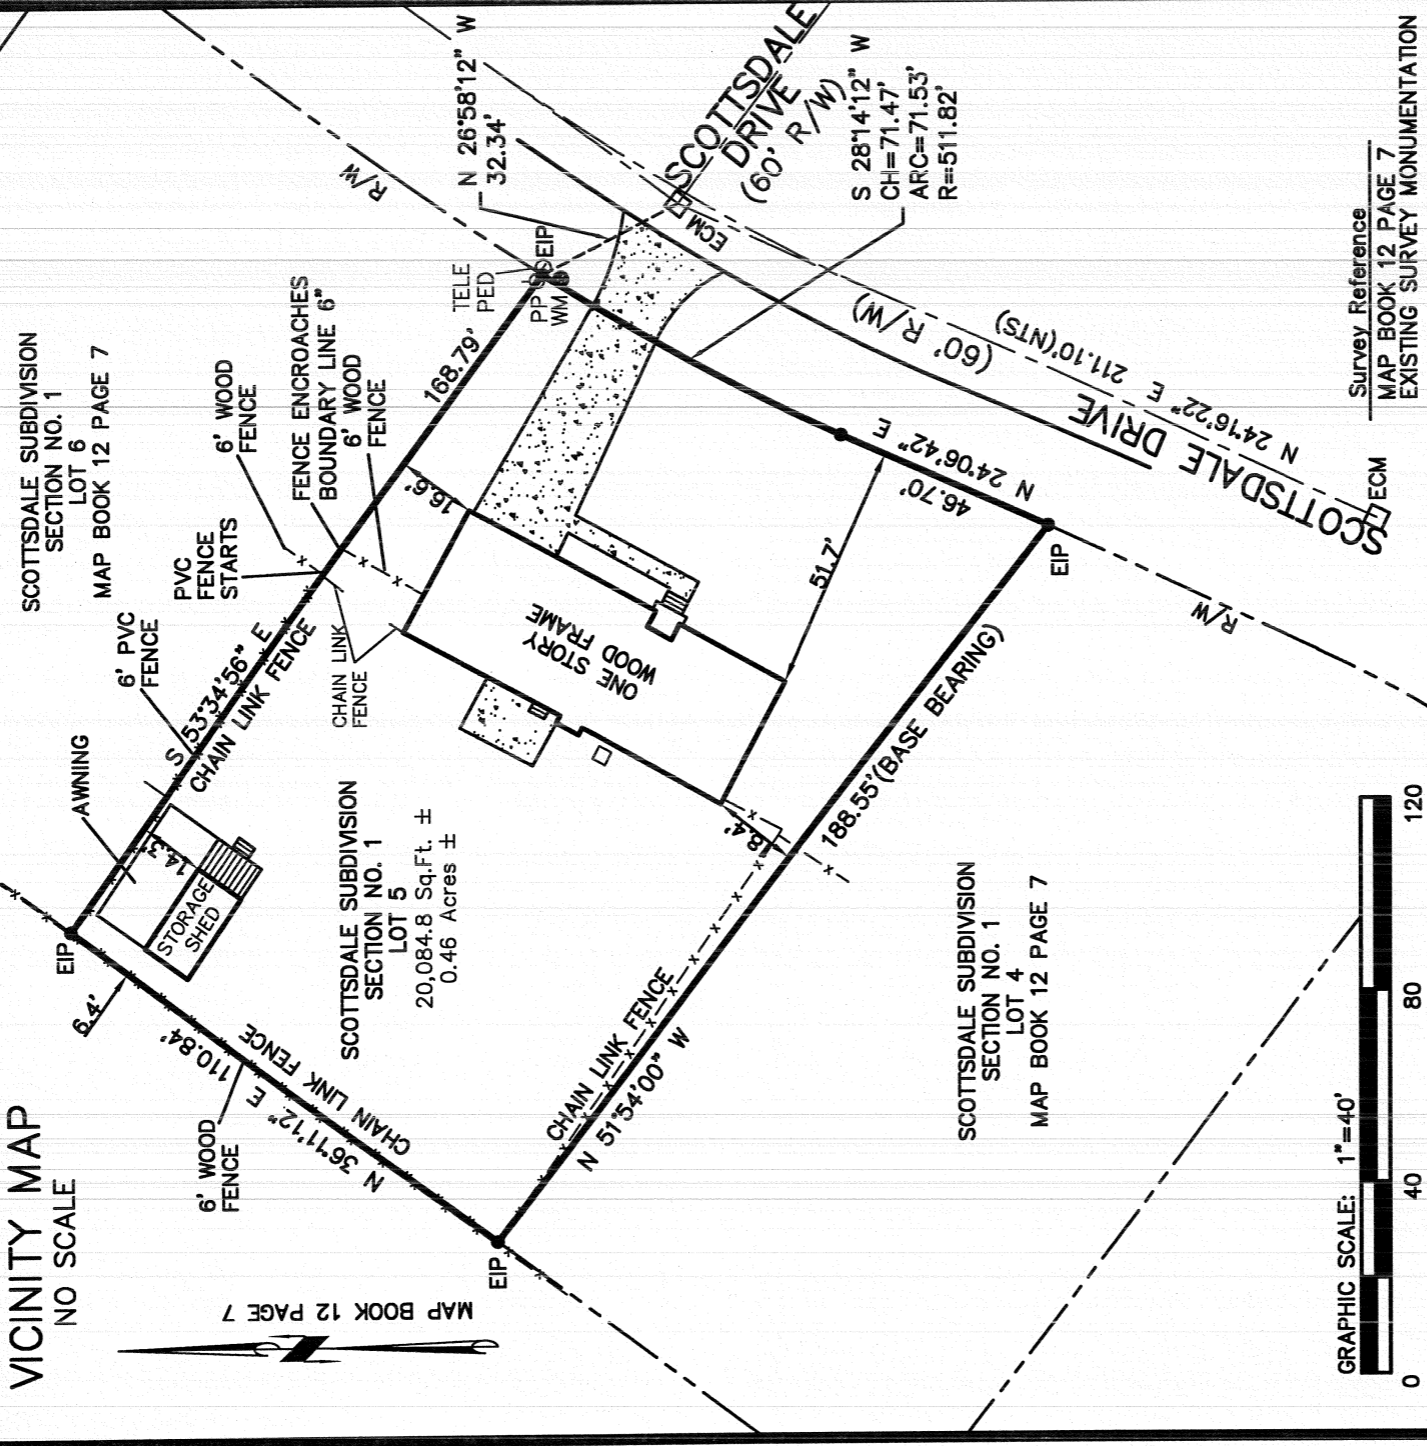 VICINITY MAP
NO SCALE
MAP BOOK 12 PAGE 7
SCOTTSDALE SUBDIVISION
SECTION NO. 1
LOT 6
MAP BOOK 12 PAGE 7
AWNING
6' PVC
FENCE
PVC
FENCE
STARTS
6' WOOD
FENCE
FENCE ENCROACHES
BOUNDARY LINE 6"
6' WOOD
FENCE
CHAIN LINK
FENCE
S 53°34'56" E
168.79'
CHAIN LINK FENCE
EIP
6.4'
14.3'
STORAGE
SHED
6' WOOD
FENCE
N 36°11'12" E
110.84'
CHAIN LINK FENCE
EIP
SCOTTSDALE SUBDIVISION
SECTION NO. 1
LOT 5
20,084.8 Sq.Ft. ±
0.46 Acres ±
ONE STORY
WOOD FRAME
16.6'
18.4'
51.7'
TELE
PED
PP
WM
EIP
R/W
N 26°58'12" W
32.34'
ECM
SCOTTSDALE
DRIVE
(60' R/W)
S 28°14'12" W
CH=71.47'
ARC=71.53'
R=511.82'
N 24°06'42" E
46.70'
EIP
R/W
CHAIN LINK FENCE
N 51°54'00" W
188.55'(BASE BEARING)
SCOTTSDALE DRIVE
(60' R/W)
N 24°16'22" E 211.10'(NTS)
ECM
SCOTTSDALE SUBDIVISION
SECTION NO. 1
LOT 4
MAP BOOK 12 PAGE 7
Survey Reference
MAP BOOK 12 PAGE 7
EXISTING SURVEY MONUMENTATION
GRAPHIC SCALE: 1"=40'
0 40 80 120